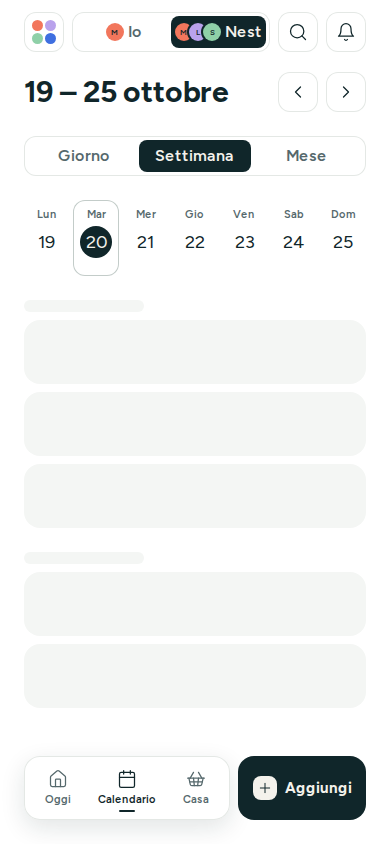 M Io M L S Nest
19 – 25 ottobre
Giorno Settimana Mese
Lun Mar Mer Gio Ven Sab Dom
19 20 21 22 23 24 25
Oggi Calendario Casa Aggiungi